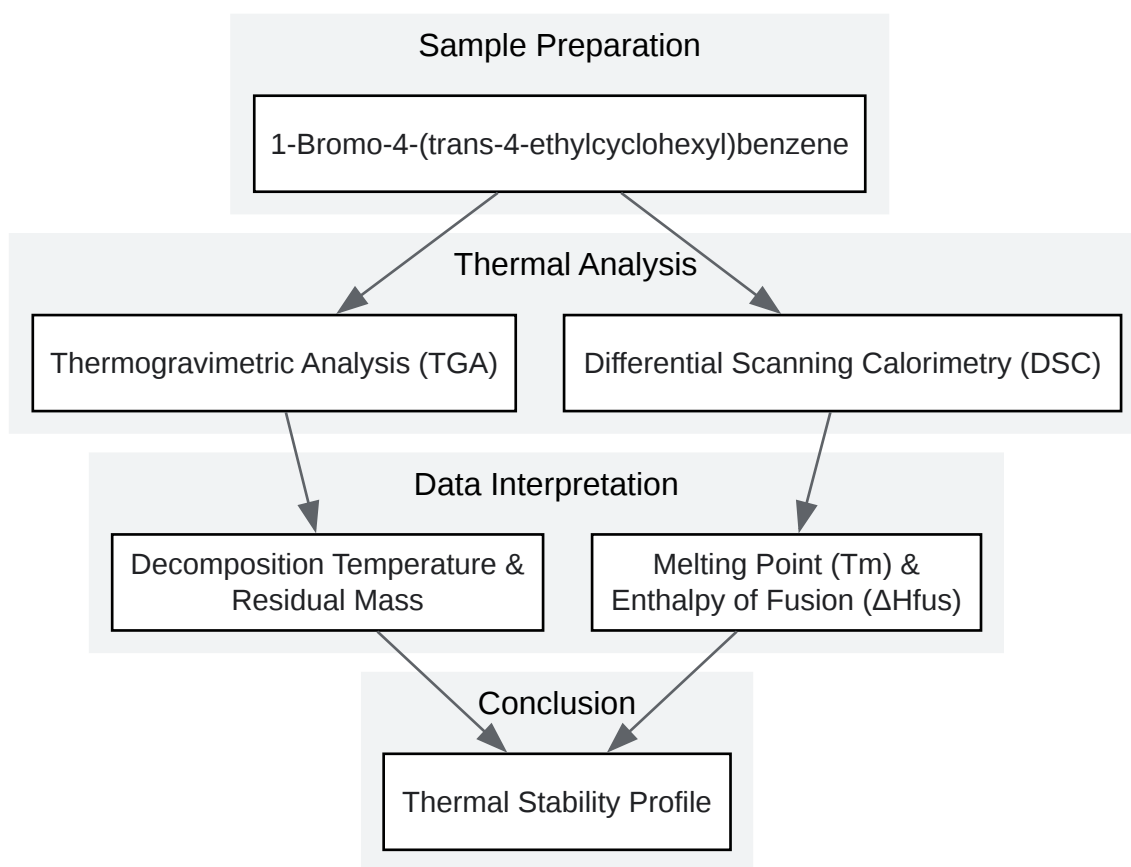 Sample Preparation
1-Bromo-4-(trans-4-ethylcyclohexyl)benzene
Thermal Analysis
Thermogravimetric Analysis (TGA)
Differential Scanning Calorimetry (DSC)
Data Interpretation
Decomposition Temperature &
Residual Mass
Melting Point (Tm) &
Enthalpy of Fusion (ΔHfus)
Conclusion
Thermal Stability Profile